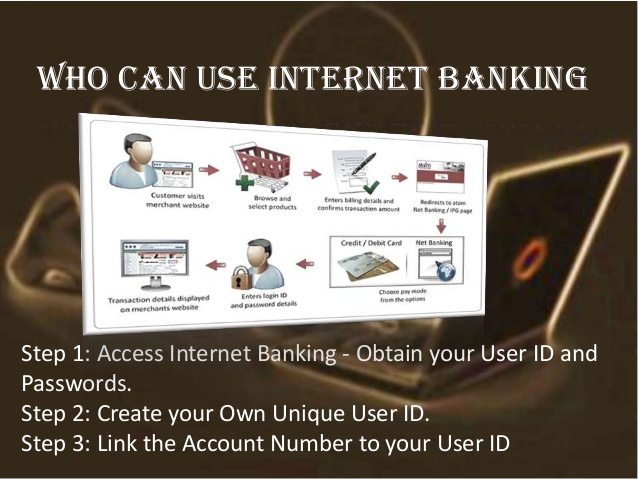 WHO CAN USE INTERNET BANKING
Customer visits
merchant website
Browse and
select products
Enters billing details and
confirms transaction amount
Redirects to atom
Net Banking / IPG page
Transaction details displayed
on merchants website
Enters login ID
and password details
Credit / Debit Card
Net Banking
Choose pay mode
from the options
Step 1: Access Internet Banking - Obtain your User ID and
Passwords.
Step 2: Create your Own Unique User ID.
Step 3: Link the Account Number to your User ID